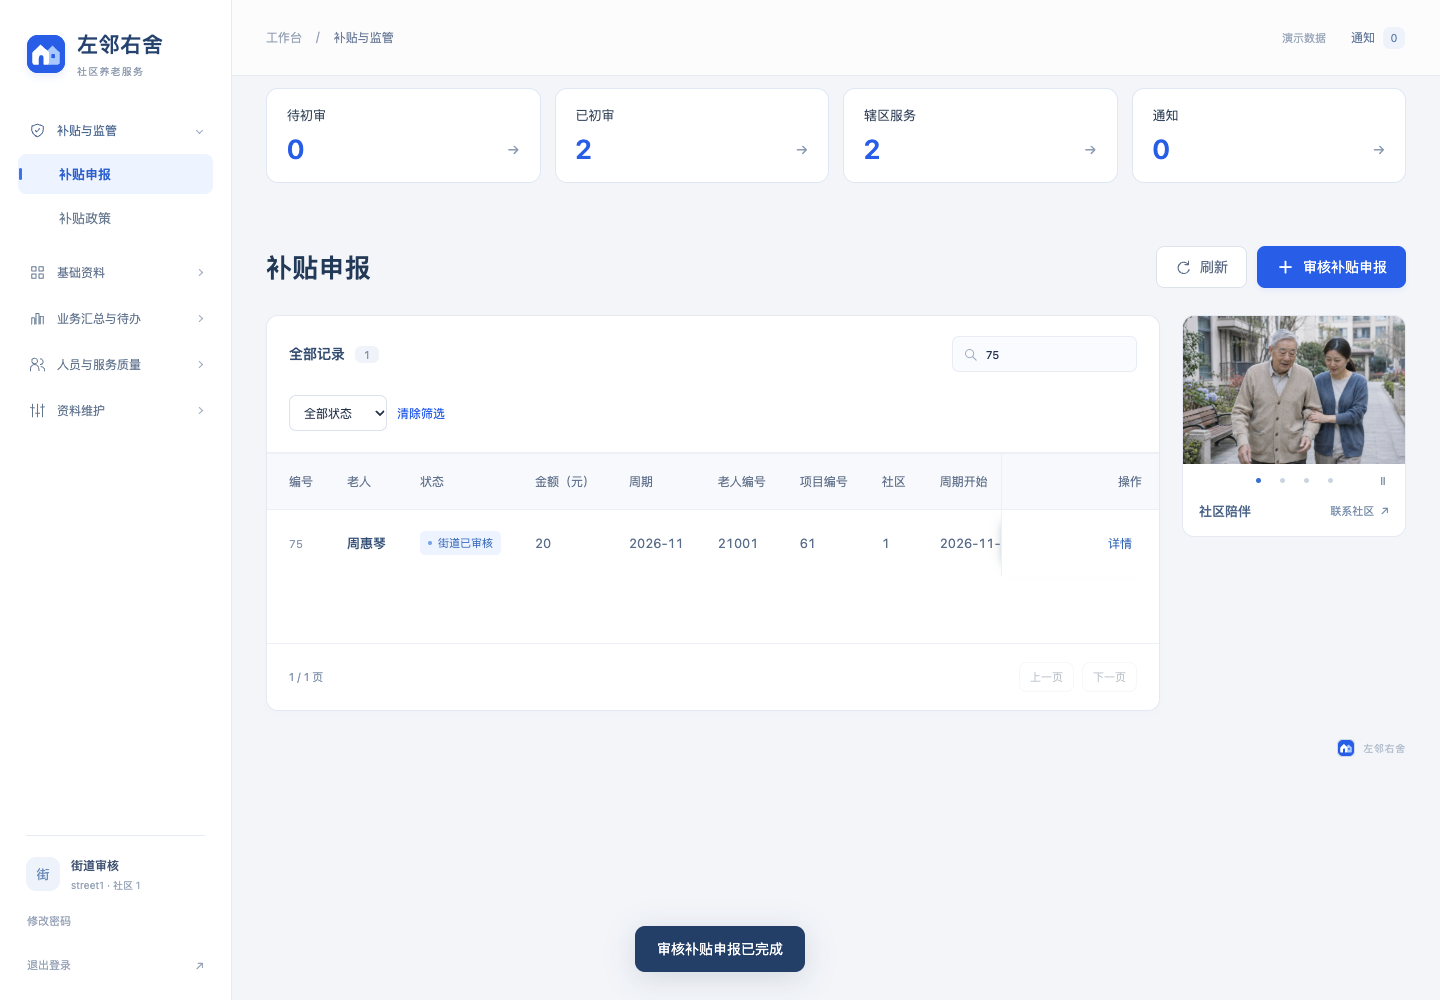 左邻右舍
社区养老服务
补贴与监管
补贴申报
补贴政策
基础资料
业务汇总与待办
人员与服务质量
资料维护
街
街道审核
street1 · 社区 1
修改密码
退出登录
工作台 / 补贴与监管
演示数据 通知 0
待初审
0
已初审
2
辖区服务
2
通知
0
补贴申报
刷新
审核补贴申报
全部记录 1
75
全部状态 清除筛选
编号 老人 状态 金额（元） 周期 老人编号 项目编号 社区 周期开始 操作
75 周惠琴 街道已审核 20 2026-11 21001 61 1 2026-11- 详情
1 / 1 页
上一页 下一页
社区陪伴 联系社区
左邻右舍
审核补贴申报已完成